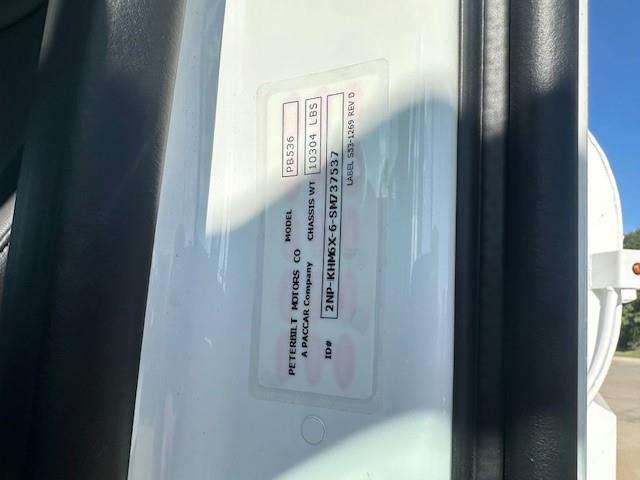 PETERBILT MOTORS CO MODEL PB536
A PACCAR Company CHASSIS WT 10304 LBS
ID# 2NP-KHM6X-6-SM737537
LABEL S53-1269 REV D